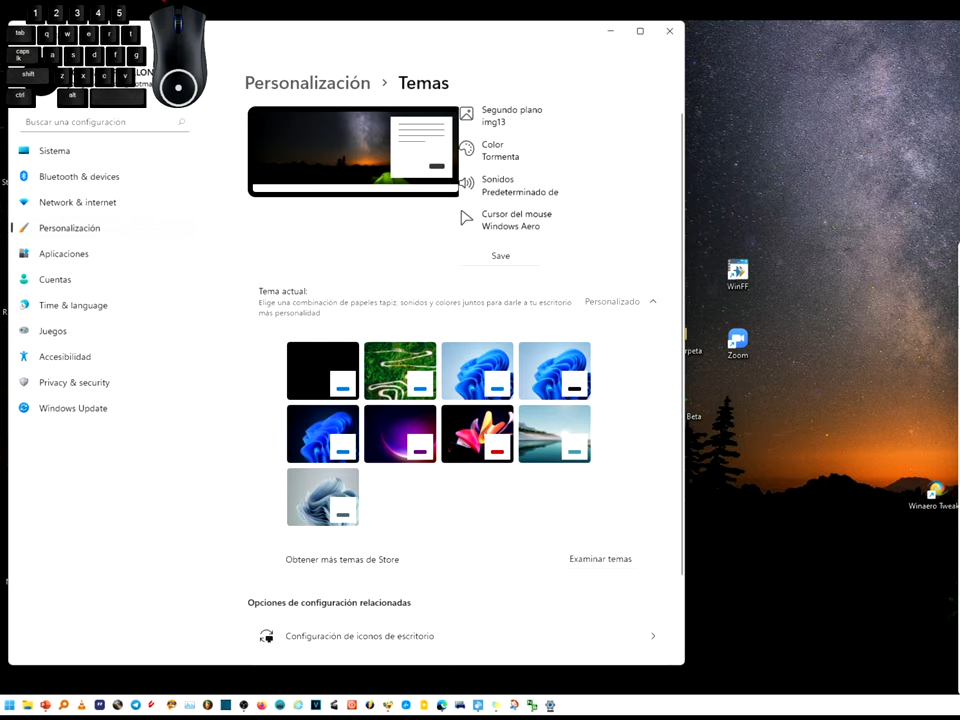 1 2 3 4 5
tab q w e r t
caps lk a s d f g
shift z x c v
ctrl alt
Personalización > Temas
Buscar una configuración
Sistema
Bluetooth & devices
Network & internet
Personalización
Aplicaciones
Cuentas
Time & language
Juegos
Accesibilidad
Privacy & security
Windows Update
Segundo plano
img13
Color
Tormenta
Sonidos
Predeterminado de
Cursor del mouse
Windows Aero
Save
Tema actual:
Elige una combinación de papeles tapiz, sonidos y colores juntos para darle a tu escritorio
más personalidad
Personalizado
Obtener más temas de Store
Examinar temas
Opciones de configuración relacionadas
Configuración de iconos de escritorio
WinFF
Zoom
rpeta
Beta
Winaero Tweak